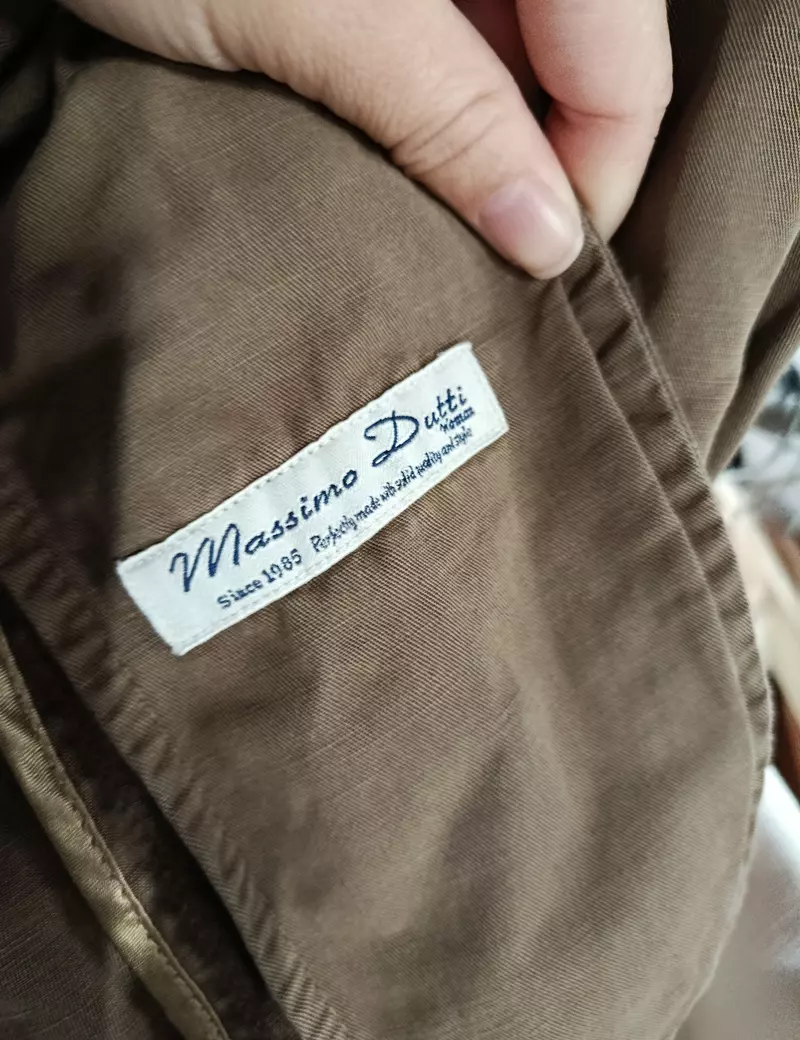 Massimo Dutti
Woman
Since 1985 Perfectly made with solid quality and style